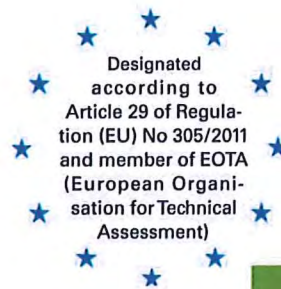 Designated
according to
Article 29 of Regula-
tion (EU) No 305/2011
and member of EOTA
(European Organi-
sation for Technical
Assessment)